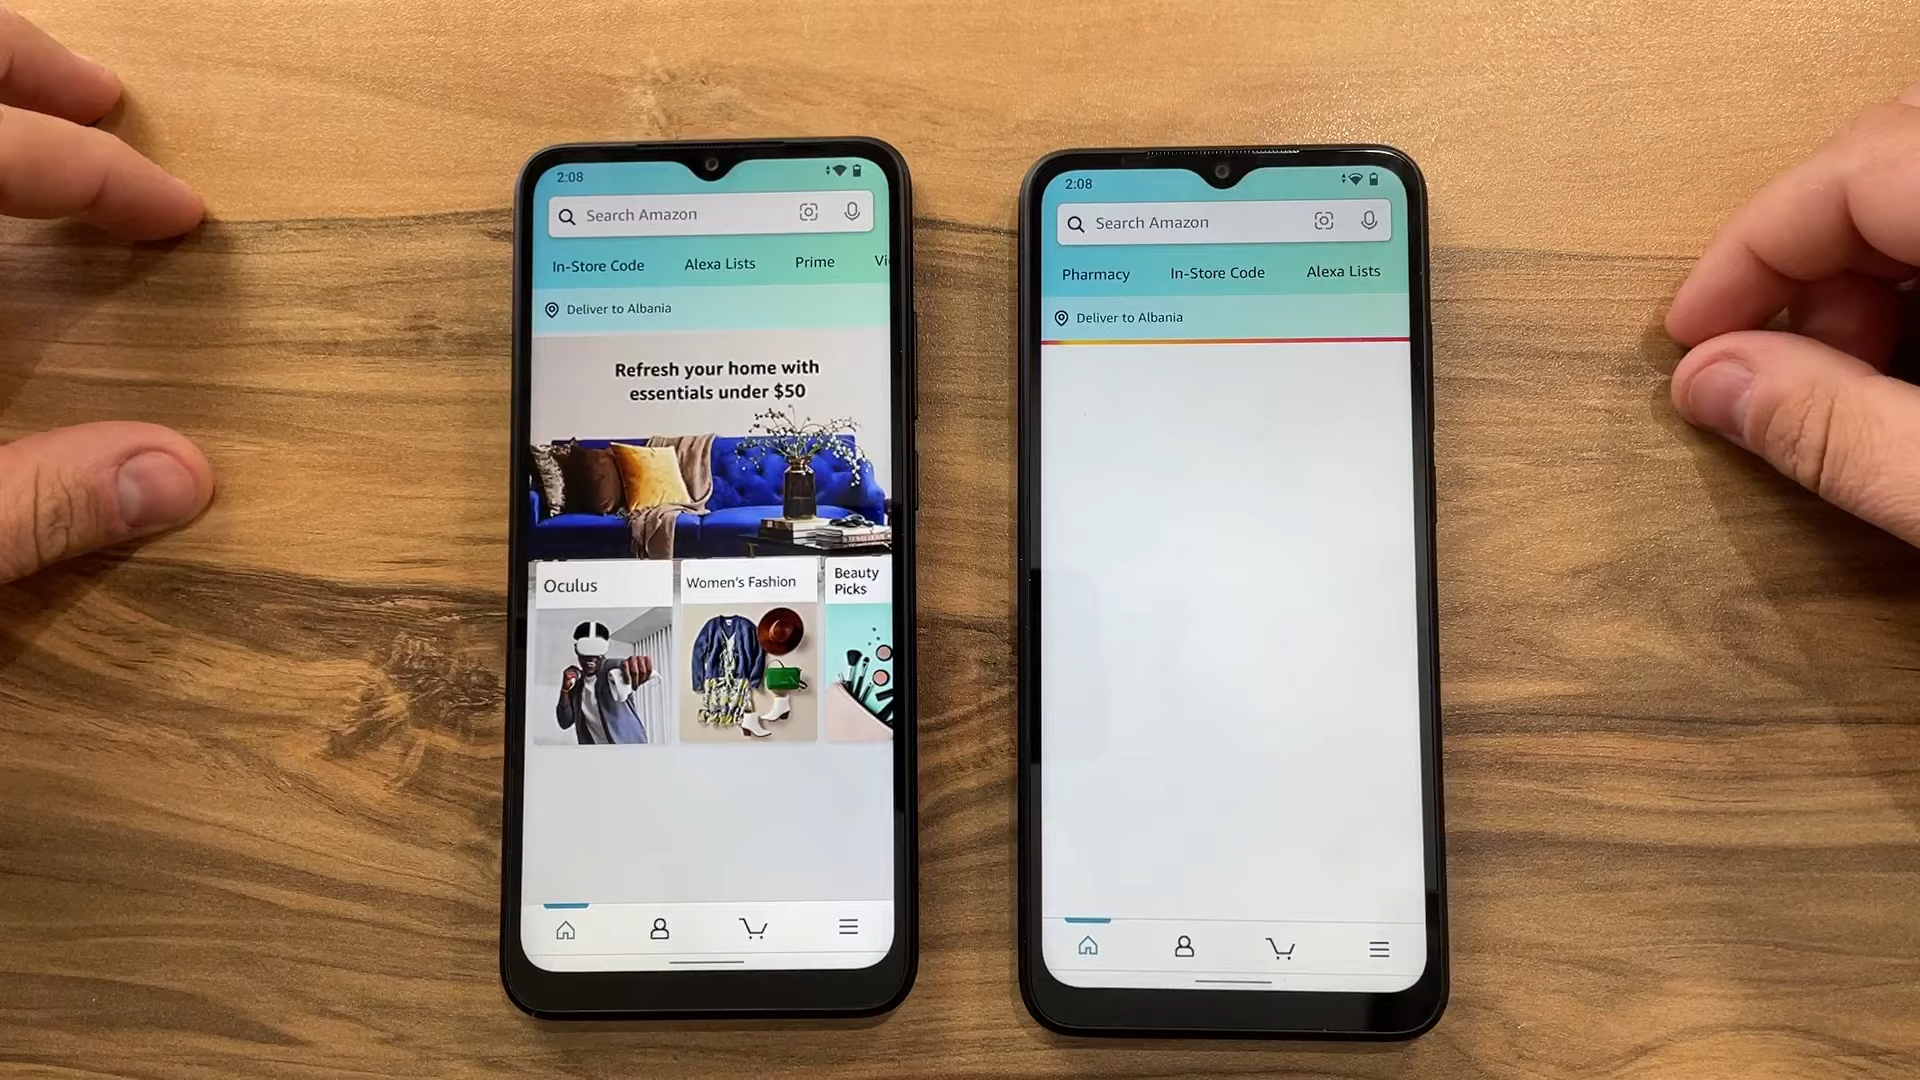 2:08
Search Amazon
In-Store Code
Alexa Lists
Prime
Vi
Deliver to Albania
Refresh your home with
essentials under $50
Oculus
Women's Fashion
Beauty
Picks
2:08
Search Amazon
Pharmacy
In-Store Code
Alexa Lists
Deliver to Albania